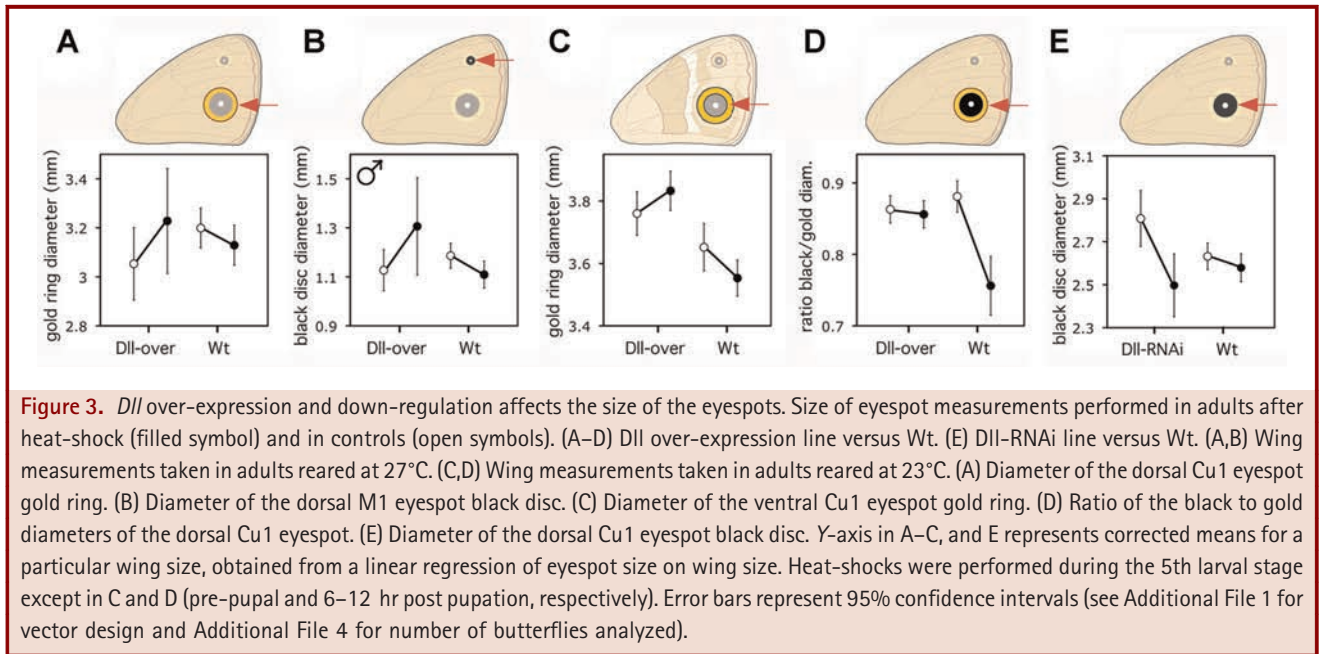 A B C D E
gold ring diameter (mm)
3.4
3.2
3
2.8
Dll-over Wt
black disc diameter (mm)
♂
1.5
1.3
1.1
0.9
Dll-over Wt
gold ring diameter (mm)
3.8
3.6
3.4
Dll-over Wt
ratio black/gold diam.
0.9
0.8
0.7
Dll-over Wt
black disc diameter (mm)
3.1
2.9
2.7
2.5
2.3
Dll-RNAi Wt
Figure 3. Dll over-expression and down-regulation affects the size of the eyespots. Size of eyespot measurements performed in adults after
heat-shock (filled symbol) and in controls (open symbols). (A–D) Dll over-expression line versus Wt. (E) Dll-RNAi line versus Wt. (A,B) Wing
measurements taken in adults reared at 27°C. (C,D) Wing measurements taken in adults reared at 23°C. (A) Diameter of the dorsal Cu1 eyespot
gold ring. (B) Diameter of the dorsal M1 eyespot black disc. (C) Diameter of the ventral Cu1 eyespot gold ring. (D) Ratio of the black to gold
diameters of the dorsal Cu1 eyespot. (E) Diameter of the dorsal Cu1 eyespot black disc. Y-axis in A–C, and E represents corrected means for a
particular wing size, obtained from a linear regression of eyespot size on wing size. Heat-shocks were performed during the 5th larval stage
except in C and D (pre-pupal and 6–12 hr post pupation, respectively). Error bars represent 95% confidence intervals (see Additional File 1 for
vector design and Additional File 4 for number of butterflies analyzed).